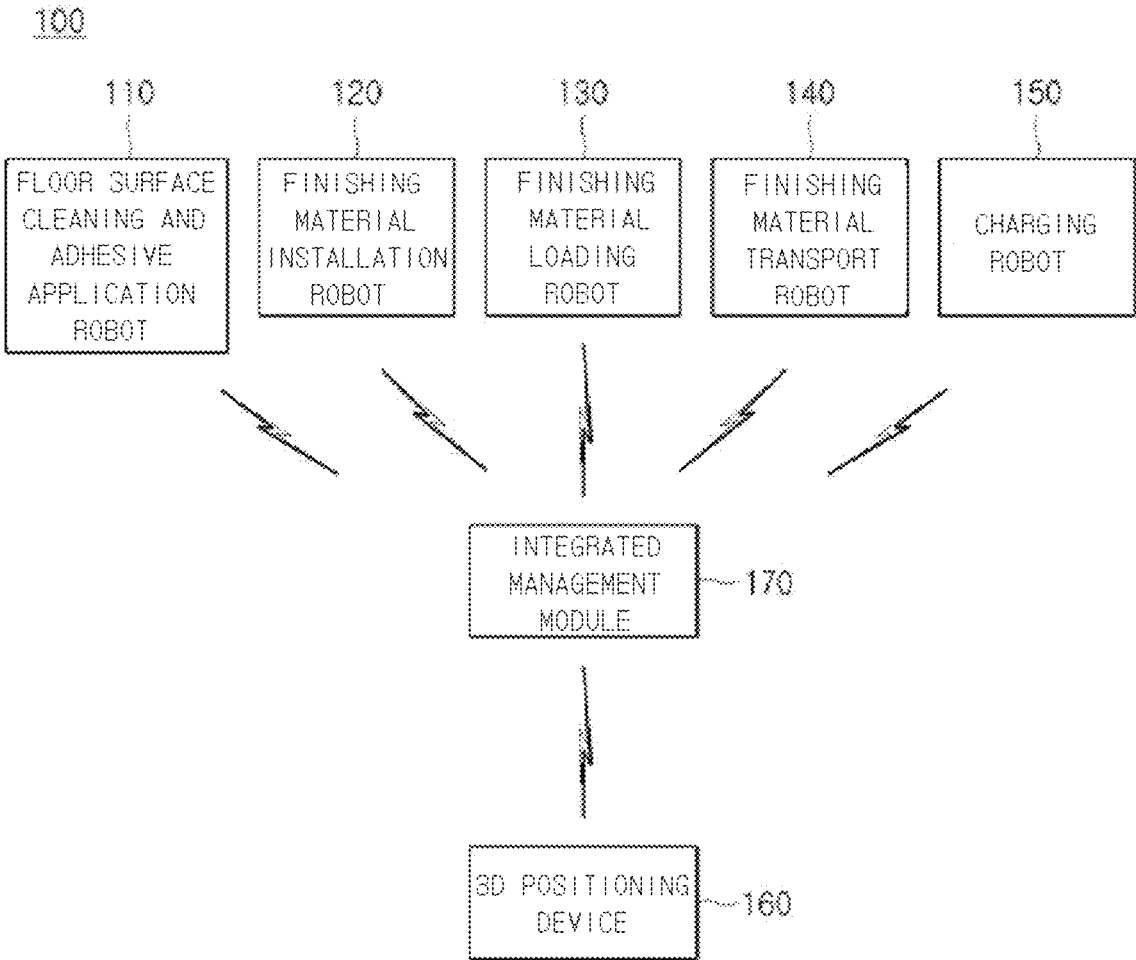 100
110
120
130
140
150
FLOOR SURFACE
CLEANING AND
ADHESIVE
APPLICATION
ROBOT
FINISHING
MATERIAL
INSTALLATION
ROBOT
FINISHING
MATERIAL
LOADING
ROBOT
FINISHING
MATERIAL
TRANSPORT
ROBOT
CHARGING
ROBOT
INTEGRATED
MANAGEMENT
MODULE
170
3D POSITIONING
DEVICE
160